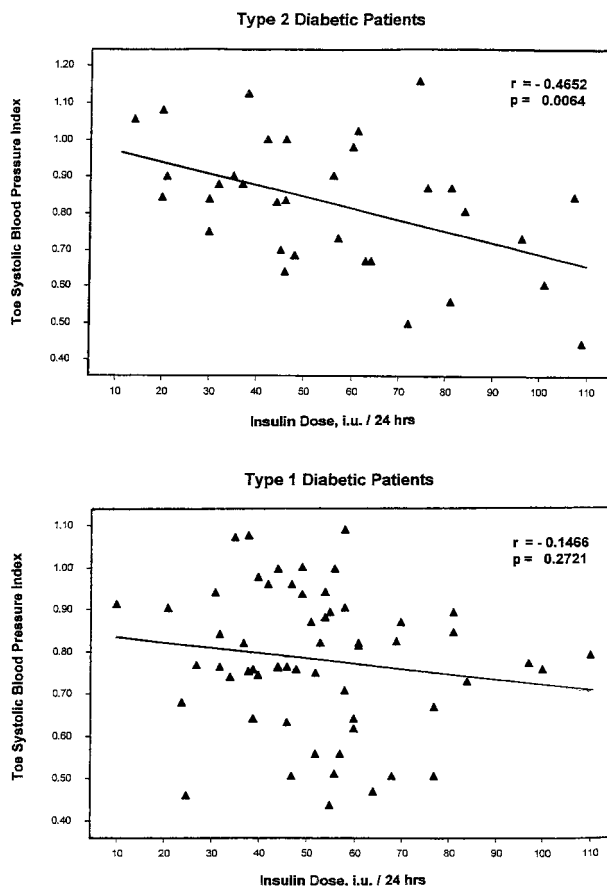 Type 2 Diabetic Patients
Toe Systolic Blood Pressure Index
1.20
1.10
1.00
0.90
0.80
0.70
0.60
0.50
0.40
r = - 0.4652
p = 0.0064
10 20 30 40 50 60 70 80 90 100 110
Insulin Dose, i.u. / 24 hrs
Type 1 Diabetic Patients
Toe Systolic Blood Pressure Index
1.10
1.00
0.90
0.80
0.70
0.60
0.50
0.40
r = - 0.1466
p = 0.2721
10 20 30 40 50 60 70 80 90 100 110
Insulin Dose, i.u. / 24 hrs